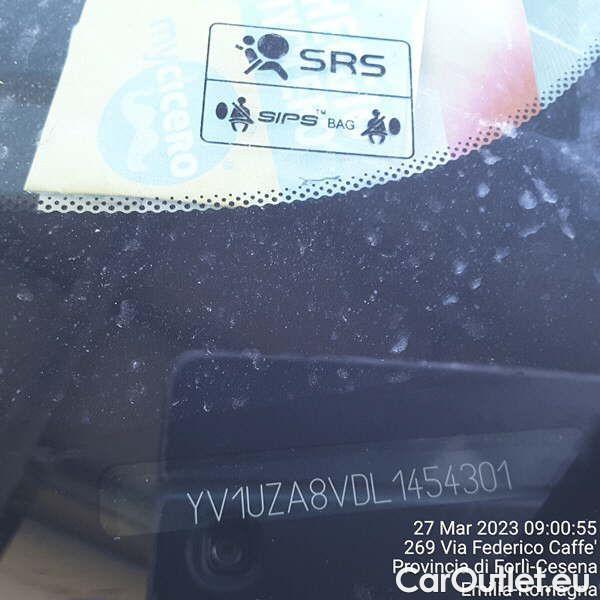 SRS
SIPS™ BAG
mycicero
YV1UZA8VDL1454301
27 Mar 2023 09:00:55
269 Via Federico Caffe'
Provincia di Forlì-Cesena
Emilia-Romagna
CarOutlet.eu